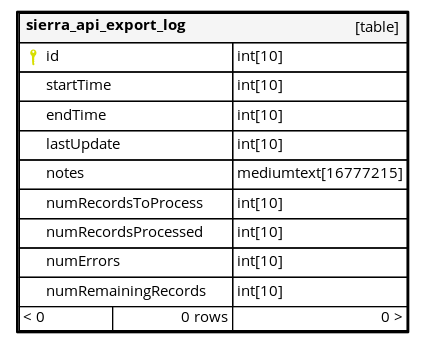 sierra_api_export_log [table]
id int[10]
startTime int[10]
endTime int[10]
lastUpdate int[10]
notes mediumtext[16777215]
numRecordsToProcess int[10]
numRecordsProcessed int[10]
numErrors int[10]
numRemainingRecords int[10]
< 0 0 rows 0 >